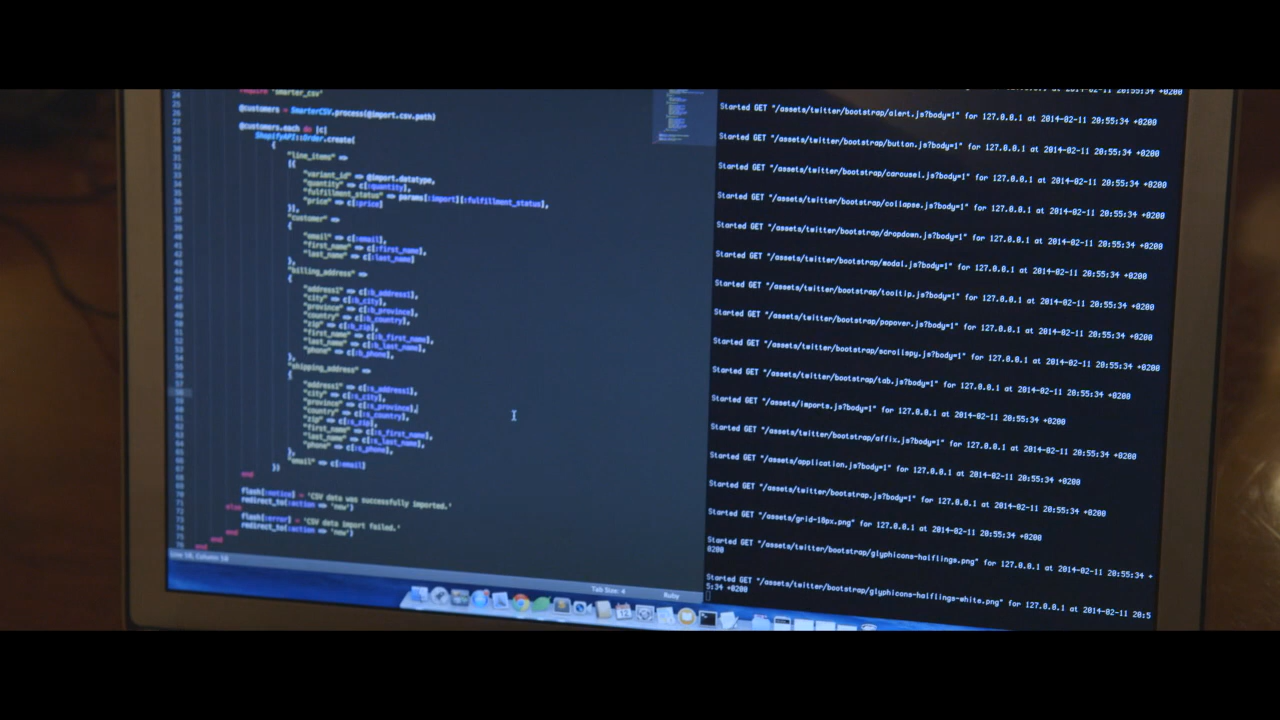 require 'smarter_csv'
@customers = SmarterCSV.process(@import.csv.path)
@customers.each do |c|
ShopifyAPI::Order.create(
{
"line_items" =>
[{
"variant_id" => @import.datatype,
"quantity" => c[:quantity],
"fulfillment_status" => params[:import][:fulfillment_status],
"price" => c[:price]
}],
"customer" =>
{
"email" => c[:email],
"first_name" => c[:first_name],
"last_name" => c[:last_name]
},
"billing_address" =>
{
"address1" => c[:b_address1],
"city" => c[:b_city],
"province" => c[:b_province],
"country" => c[:b_country],
"zip" => c[:b_zip],
"first_name" => c[:b_first_name],
"last_name" => c[:b_last_name],
"phone" => c[:b_phone],
},
"shipping_address" =>
{
"address1" => c[:s_address1],
"city" => c[:s_city],
"province" => c[:s_province],
"country" => c[:s_country],
"zip" => c[:s_zip],
"first_name" => c[:s_first_name],
"last_name" => c[:s_last_name],
"phone" => c[:s_phone],
},
"email" => c[:email]
})
end
flash[:notice] = 'CSV data was successfully imported.'
redirect_to(:action => 'new')
else
flash[:error] = 'CSV data import failed.'
redirect_to(:action => 'new')
end
end
end
Line 58, Column 58
Tab Size: 4
Ruby
Started GET "/assets/twitter/bootstrap/alert.js?body=1" for 127.0.0.1 at 2014-02-11 20:55:34 +0200
Started GET "/assets/twitter/bootstrap/button.js?body=1" for 127.0.0.1 at 2014-02-11 20:55:34 +0200
Started GET "/assets/twitter/bootstrap/carousel.js?body=1" for 127.0.0.1 at 2014-02-11 20:55:34 +0200
Started GET "/assets/twitter/bootstrap/collapse.js?body=1" for 127.0.0.1 at 2014-02-11 20:55:34 +0200
Started GET "/assets/twitter/bootstrap/dropdown.js?body=1" for 127.0.0.1 at 2014-02-11 20:55:34 +0200
Started GET "/assets/twitter/bootstrap/modal.js?body=1" for 127.0.0.1 at 2014-02-11 20:55:34 +0200
Started GET "/assets/twitter/bootstrap/tooltip.js?body=1" for 127.0.0.1 at 2014-02-11 20:55:34 +0200
Started GET "/assets/twitter/bootstrap/popover.js?body=1" for 127.0.0.1 at 2014-02-11 20:55:34 +0200
Started GET "/assets/twitter/bootstrap/scrollspy.js?body=1" for 127.0.0.1 at 2014-02-11 20:55:34 +0200
Started GET "/assets/twitter/bootstrap/tab.js?body=1" for 127.0.0.1 at 2014-02-11 20:55:34 +0200
Started GET "/assets/imports.js?body=1" for 127.0.0.1 at 2014-02-11 20:55:34 +0200
Started GET "/assets/twitter/bootstrap/affix.js?body=1" for 127.0.0.1 at 2014-02-11 20:55:34 +0200
Started GET "/assets/application.js?body=1" for 127.0.0.1 at 2014-02-11 20:55:34 +0200
Started GET "/assets/twitter/bootstrap.js?body=1" for 127.0.0.1 at 2014-02-11 20:55:34 +0200
Started GET "/assets/grid-18px.png" for 127.0.0.1 at 2014-02-11 20:55:34 +0200
Started GET "/assets/twitter/bootstrap/glyphicons-halflings.png" for 127.0.0.1 at 2014-02-11 20:55:34 +
0200
Started GET "/assets/twitter/bootstrap/glyphicons-halflings-white.png" for 127.0.0.1 at 2014-02-11 20:5
5:34 +0200